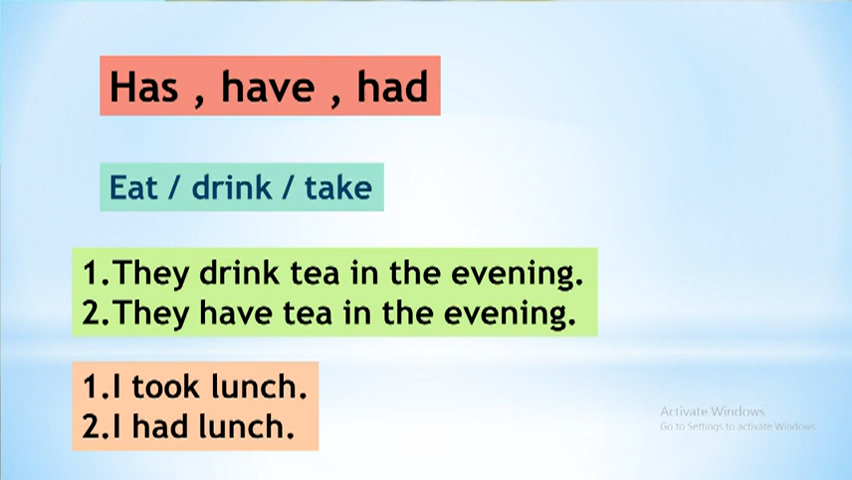 Has , have , had
Eat / drink / take
1.They drink tea in the evening.
2.They have tea in the evening.
1.I took lunch.
2.I had lunch.
Activate Windows
Go to Settings to activate Windows.